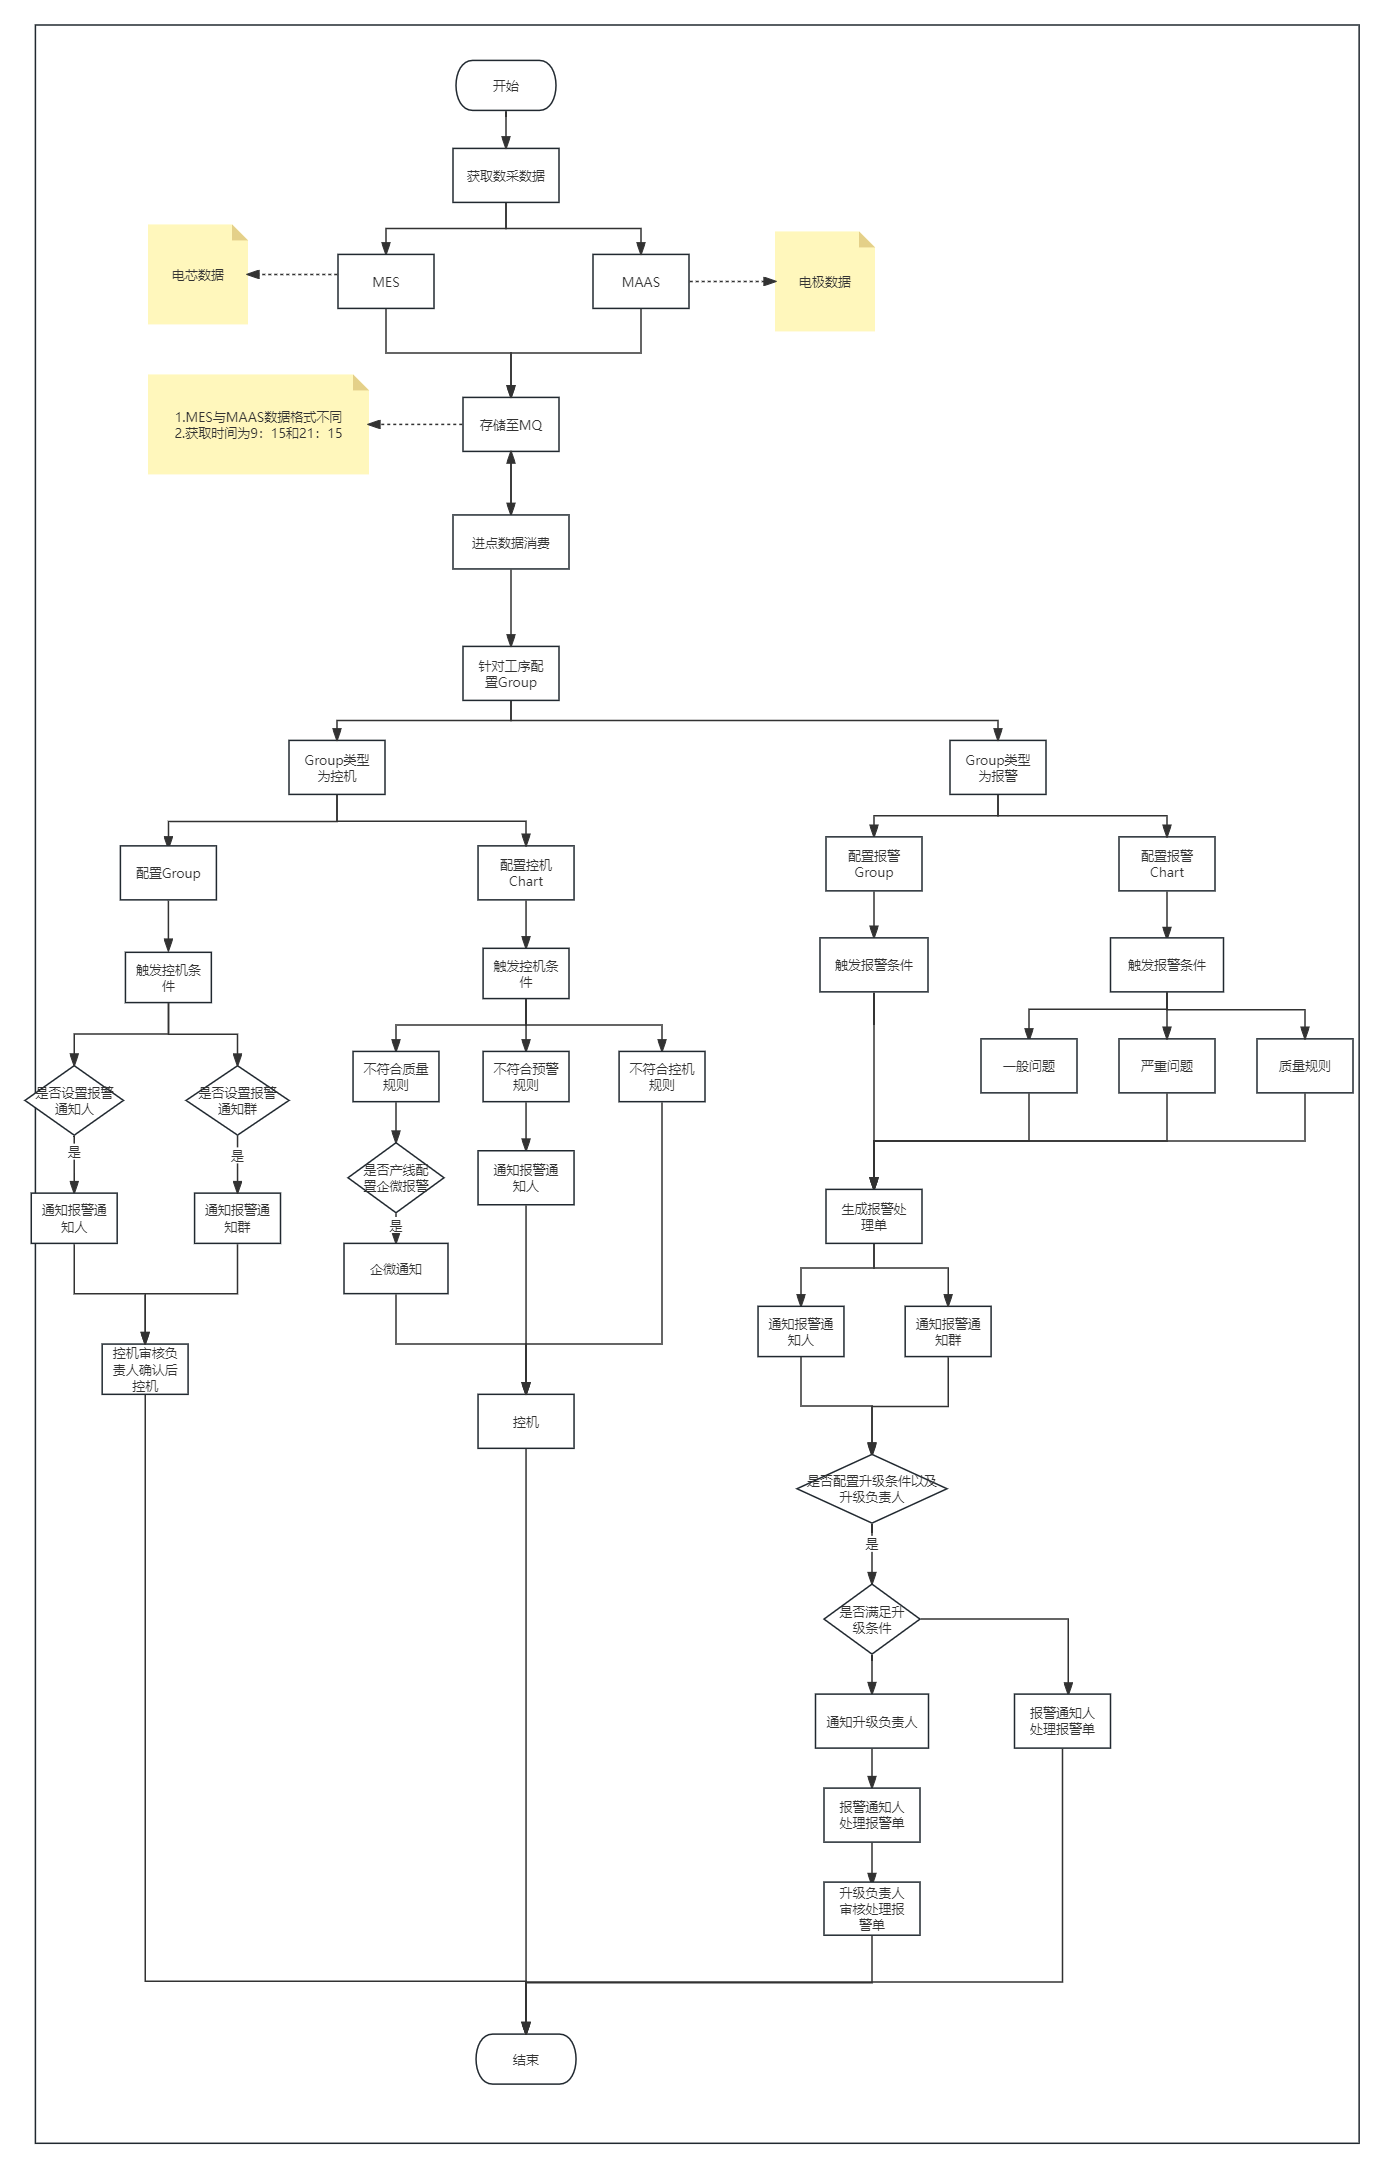 开始
获取数采数据
电芯数据
MES
MAAS
电极数据
1.MES与MAAS数据格式不同
2.获取时间为9：15和21：15
存储至MQ
进点数据消费
针对工序配
置Group
Group类型
为控机
Group类型
为报警
配置Group
配置控机
Chart
配置报警
Group
配置报警
Chart
触发控机条
件
触发控机条
件
触发报警条件
触发报警条件
是否设置报警
通知人
是否设置报警
通知群
不符合质量
规则
不符合预警
规则
不符合控机
规则
一般问题
严重问题
质量规则
是
是
是否产线配
置企微报警
通知报警通
知人
通知报警通
知人
通知报警通
知群
是
企微通知
生成报警处
理单
控机审核负
责人确认后
控机
通知报警通
知人
通知报警通
知群
控机
是否配置升级条件以及
升级负责人
是
是否满足升
级条件
通知升级负责人
报警通知人
处理报警单
报警通知人
处理报警单
升级负责人
审核处理报
警单
结束